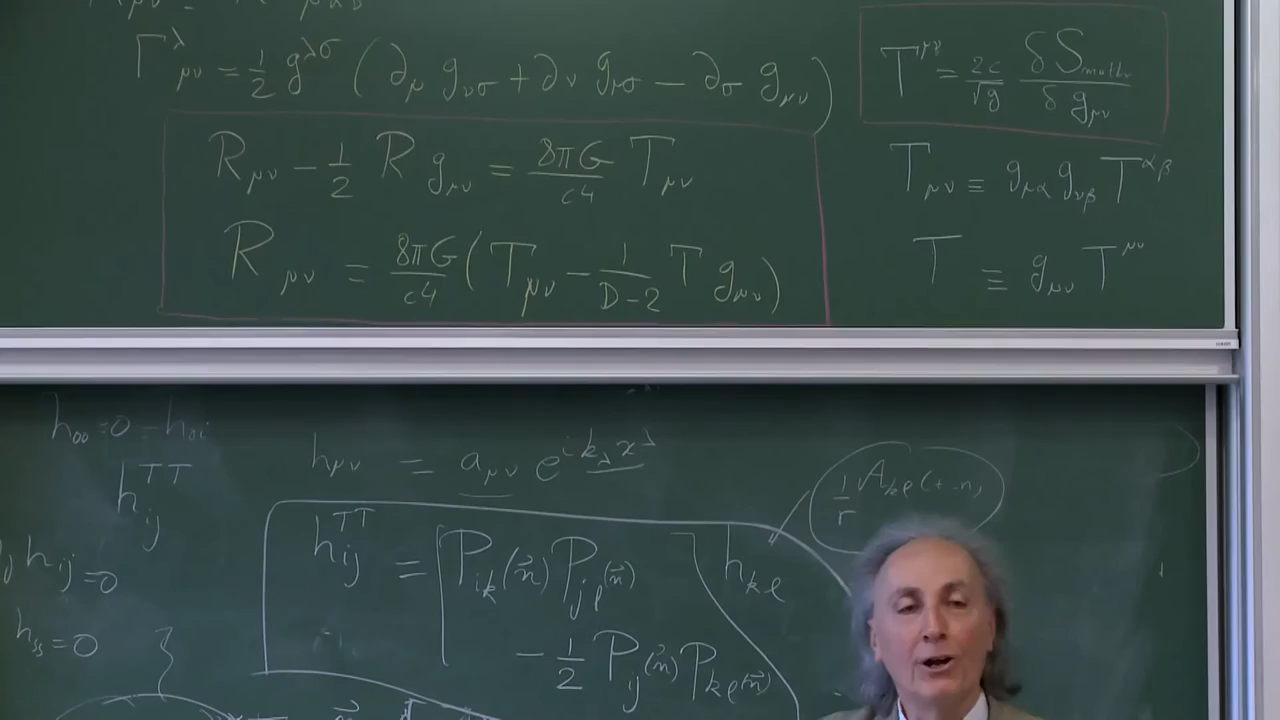 Γ^λ_μν = 1/2 g^λσ (∂_μ g_νσ + ∂_ν g_μσ − ∂_σ g_μν)
R_μν − 1/2 R g_μν = 8πG/c4 T_μν
R_μν = 8πG/c4 (T_μν − 1/(D−2) T g_μν)
T^μν = 2c/√g δS_matter/δg_μν
T_μν ≡ g_μα g_νβ T^αβ
T ≡ g_μν T^μν
h_00 = 0 = h_0i
h^TT_ij
h_ij = 0
h_ss = 0
h_μν = a_μν e^{i k_λ x^λ}
h^TT_ij = [P_ik(n⃗) P_jl(n⃗)
− 1/2 P_ij(n⃗) P_kl(n⃗)
h_kl
1/r A_kl(t